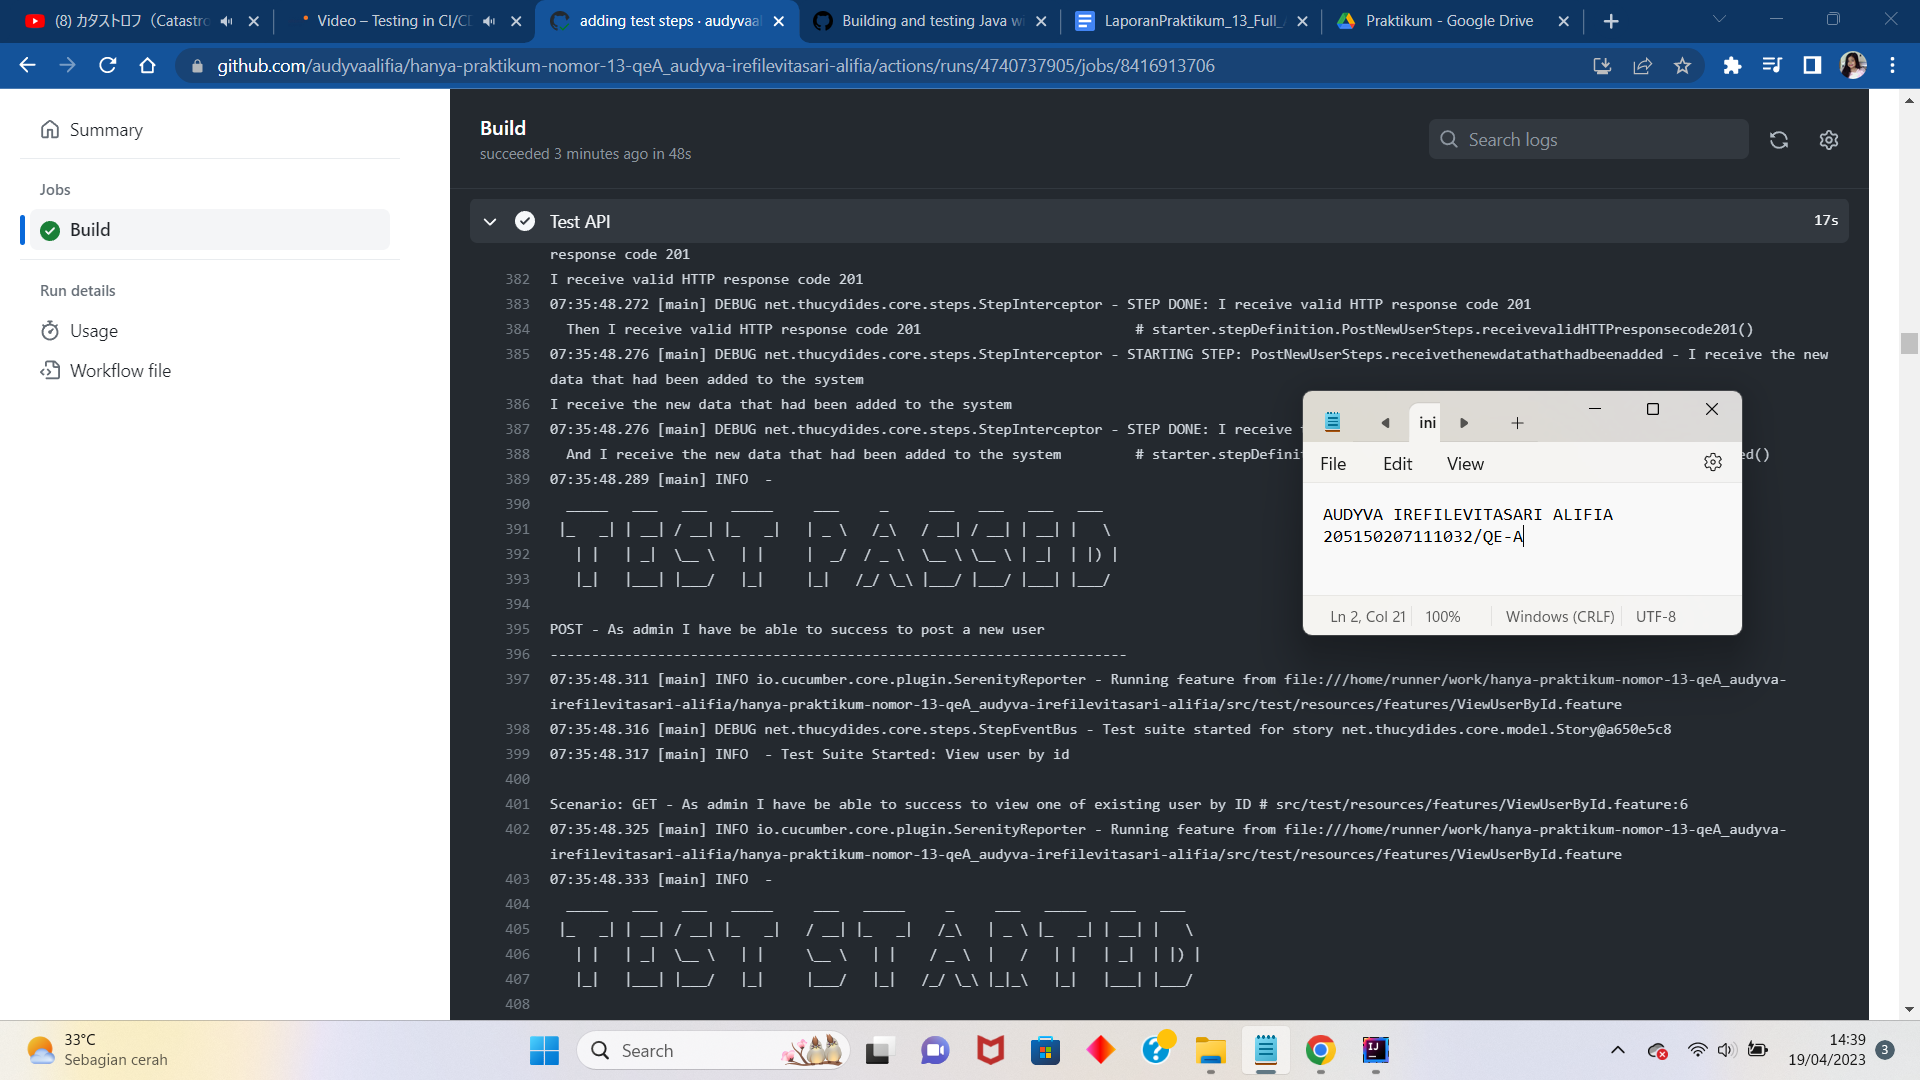 (8) カタストロフ (Catastro
Video – Testing in CI/CD
adding test steps · audyvaal
Building and testing Java wi
LaporanPraktikum_13_Full_
Praktikum - Google Drive
github.com/audyvaalifia/hanya-praktikum-nomor-13-qeA_audyva-irefilevitasari-alifia/actions/runs/4740737905/jobs/8416913706
Summary
Jobs
Build
Run details
Usage
Workflow file
Build
succeeded 3 minutes ago in 48s
Search logs
Test API
17s
response code 201
382 I receive valid HTTP response code 201
383 07:35:48.272 [main] DEBUG net.thucydides.core.steps.StepInterceptor - STEP DONE: I receive valid HTTP response code 201
384 Then I receive valid HTTP response code 201 # starter.stepDefinition.PostNewUserSteps.receivevalidHTTPresponsecode201()
385 07:35:48.276 [main] DEBUG net.thucydides.core.steps.StepInterceptor - STARTING STEP: PostNewUserSteps.receivethenewdatathathadbeenadded - I receive the new
data that had been added to the system
386 I receive the new data that had been added to the system
387 07:35:48.276 [main] DEBUG net.thucydides.core.steps.StepInterceptor - STEP DONE: I receive
388 And I receive the new data that had been added to the system # starter.stepDefinit ed()
389 07:35:48.289 [main] INFO -
390
391
392
393
TEST PASSED
394
395 POST - As admin I have be able to success to post a new user
396 ----------------------------------------------------------------------
397 07:35:48.311 [main] INFO io.cucumber.core.plugin.SerenityReporter - Running feature from file:///home/runner/work/hanya-praktikum-nomor-13-qeA_audyva-
irefilevitasari-alifia/hanya-praktikum-nomor-13-qeA_audyva-irefilevitasari-alifia/src/test/resources/features/ViewUserById.feature
398 07:35:48.316 [main] DEBUG net.thucydides.core.steps.StepEventBus - Test suite started for story net.thucydides.core.model.Story@a650e5c8
399 07:35:48.317 [main] INFO - Test Suite Started: View user by id
400
401 Scenario: GET - As admin I have be able to success to view one of existing user by ID # src/test/resources/features/ViewUserById.feature:6
402 07:35:48.325 [main] INFO io.cucumber.core.plugin.SerenityReporter - Running feature from file:///home/runner/work/hanya-praktikum-nomor-13-qeA_audyva-
irefilevitasari-alifia/hanya-praktikum-nomor-13-qeA_audyva-irefilevitasari-alifia/src/test/resources/features/ViewUserById.feature
403 07:35:48.333 [main] INFO -
404
405
406
407
TEST STARTED
408
ini
File Edit View
AUDYVA IREFILEVITASARI ALIFIA
205150207111032/QE-A
Ln 2, Col 21 100% Windows (CRLF) UTF-8
33°C
Sebagian cerah
Search
14:39
19/04/2023
3